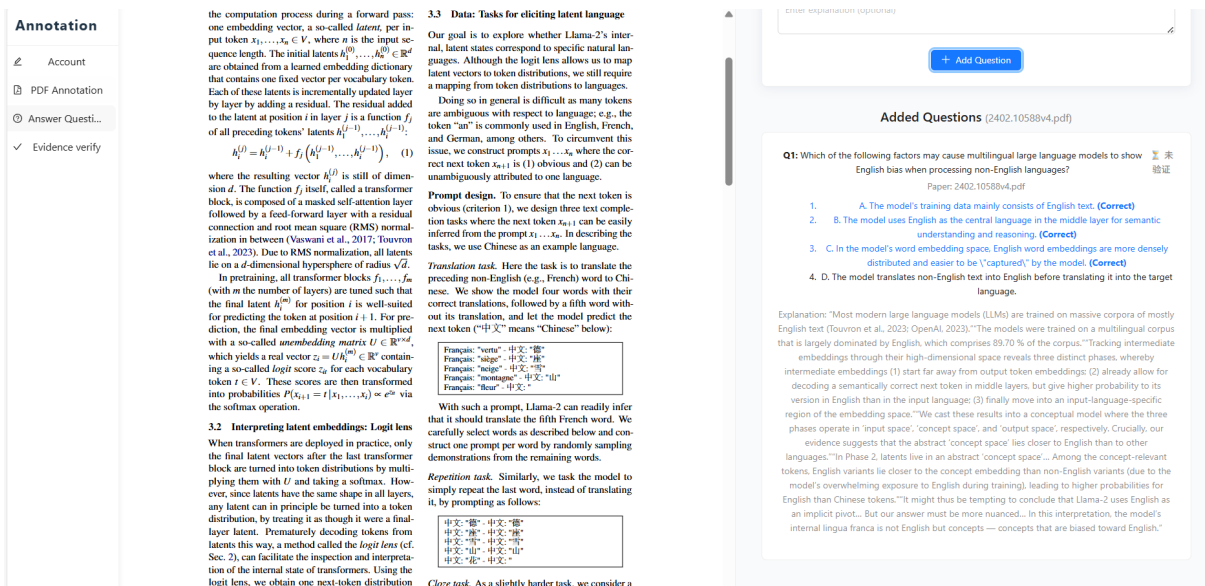 Annotation
Account
PDF Annotation
Answer Questi...
Evidence verify
the computation process during a forward pass:
one embedding vector, a so-called latent, per in-
put token x₁,…,xₙ ∈ V, where n is the input se-
quence length. The initial latents h₁⁽⁰⁾,…,hₙ⁽⁰⁾ ∈ ℝᵈ
are obtained from a learned embedding dictionary
that contains one fixed vector per vocabulary token.
Each of these latents is incrementally updated layer
by layer by adding a residual. The residual added
to the latent at position i in layer j is a function fⱼ
of all preceding tokens' latents h₁⁽ʲ⁻¹⁾,…,hᵢ⁽ʲ⁻¹⁾:
hᵢ⁽ʲ⁾ = hᵢ⁽ʲ⁻¹⁾ + fⱼ (h₁⁽ʲ⁻¹⁾,…,hᵢ⁽ʲ⁻¹⁾), (1)
where the resulting vector hᵢ⁽ʲ⁾ is still of dimen-
sion d. The function fⱼ itself, called a transformer
block, is composed of a masked self-attention layer
followed by a feed-forward layer with a residual
connection and root mean square (RMS) normal-
ization in between (Vaswani et al., 2017; Touvron
et al., 2023). Due to RMS normalization, all latents
lie on a d-dimensional hypersphere of radius √d.
In pretraining, all transformer blocks f₁,…,fₘ
(with m the number of layers) are tuned such that
the final latent hᵢ⁽ᵐ⁾ for position i is well-suited
for predicting the token at position i + 1. For pre-
diction, the final embedding vector is multiplied
with a so-called unembedding matrix U ∈ ℝᵛˣᵈ,
which yields a real vector zᵢ = Uhᵢ⁽ᵐ⁾ ∈ ℝᵛ contain-
ing a so-called logit score zᵢₜ for each vocabulary
token t ∈ V. These scores are then transformed
into probabilities P(xᵢ₊₁ = t|x₁,…,xᵢ) ∝ e^{zᵢₜ} via
the softmax operation.
3.2 Interpreting latent embeddings: Logit lens
When transformers are deployed in practice, only
the final latent vectors after the last transformer
block are turned into token distributions by multi-
plying them with U and taking a softmax. How-
ever, since latents have the same shape in all layers,
any latent can in principle be turned into a token
distribution, by treating it as though it were a final-
layer latent. Prematurely decoding tokens from
latents this way, a method called the logit lens (cf.
Sec. 2), can facilitate the inspection and interpreta-
tion of the internal state of transformers. Using the
logit lens, we obtain one next-token distribution
3.3 Data: Tasks for eliciting latent language
Our goal is to explore whether Llama-2's inter-
nal, latent states correspond to specific natural lan-
guages. Although the logit lens allows us to map
latent vectors to token distributions, we still require
a mapping from token distributions to languages.
Doing so in general is difficult as many tokens
are ambiguous with respect to language; e.g., the
token "an" is commonly used in English, French,
and German, among others. To circumvent this
issue, we construct prompts x₁…xₙ where the cor-
rect next token xₙ₊₁ is (1) obvious and (2) can be
unambiguously attributed to one language.
Prompt design. To ensure that the next token is
obvious (criterion 1), we design three text comple-
tion tasks where the next token xₙ₊₁ can be easily
inferred from the prompt x₁…xₙ. In describing the
tasks, we use Chinese as an example language.
Translation task. Here the task is to translate the
preceding non-English (e.g., French) word to Chi-
nese. We show the model four words with their
correct translations, followed by a fifth word with-
out its translation, and let the model predict the
next token ("中文" means "Chinese" below):
Français: "vertu" - 中文: "德"
Français: "siège" - 中文: "座"
Français: "neige" - 中文: "雪"
Français: "montagne" - 中文: "山"
Français: "fleur" - 中文: "
With such a prompt, Llama-2 can readily infer
that it should translate the fifth French word. We
carefully select words as described below and con-
struct one prompt per word by randomly sampling
demonstrations from the remaining words.
Repetition task. Similarly, we task the model to
simply repeat the last word, instead of translating
it, by prompting as follows:
中文: "德" - 中文: "德"
中文: "座" - 中文: "座"
中文: "雪" - 中文: "雪"
中文: "山" - 中文: "山"
中文: "花" - 中文: "
Cloze task. As a slightly harder task, we consider a
Enter explanation (optional)
+ Add Question
Added Questions (2402.10588v4.pdf)
Q1: Which of the following factors may cause multilingual large language models to show
English bias when processing non-English languages?
⏳ 未
验证
Paper: 2402.10588v4.pdf
1. A. The model's training data mainly consists of English text. (Correct)
2. B. The model uses English as the central language in the middle layer for semantic
understanding and reasoning. (Correct)
3. C. In the model's word embedding space, English word embeddings are more densely
distributed and easier to be \"captured\" by the model. (Correct)
4. D. The model translates non-English text into English before translating it into the target
language.
Explanation: "Most modern large language models (LLMs) are trained on massive corpora of mostly
English text (Touvron et al., 2023; OpenAI, 2023).""The models were trained on a multilingual corpus
that is largely dominated by English, which comprises 89.70 % of the corpus.""Tracking intermediate
embeddings through their high-dimensional space reveals three distinct phases, whereby
intermediate embeddings (1) start far away from output token embeddings; (2) already allow for
decoding a semantically correct next token in middle layers, but give higher probability to its
version in English than in the input language; (3) finally move into an input-language-specific
region of the embedding space.""We cast these results into a conceptual model where the three
phases operate in 'input space', 'concept space', and 'output space', respectively. Crucially, our
evidence suggests that the abstract 'concept space' lies closer to English than to other
languages.""In Phase 2, latents live in an abstract 'concept space'... Among the concept-relevant
tokens, English variants lie closer to the concept embedding than non-English variants (due to the
model's overwhelming exposure to English during training), leading to higher probabilities for
English than Chinese tokens.""It might thus be tempting to conclude that Llama-2 uses English as
an implicit pivot... But our answer must be more nuanced... In this interpretation, the model's
internal lingua franca is not English but concepts — concepts that are biased toward English."